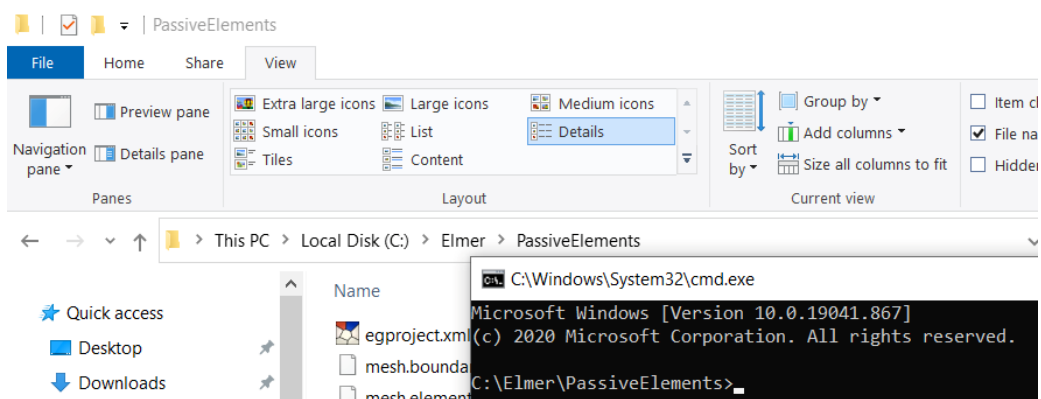 PassiveElements
File Home Share View
Preview pane
Details pane
Navigation pane
Panes
Extra large icons Large icons Medium icons
Small icons List Details
Tiles Content
Layout
Sort by
Group by
Add columns
Size all columns to fit
Current view
Item
File
This PC > Local Disk (C:) > Elmer > PassiveElements
Quick access
Desktop
Downloads
Name
egproject.xml
C:\Windows\System32\cmd.exe
Microsoft Windows [Version 10.0.19041.867]
(c) 2020 Microsoft Corporation. All rights reserved.
C:\Elmer\PassiveElements>